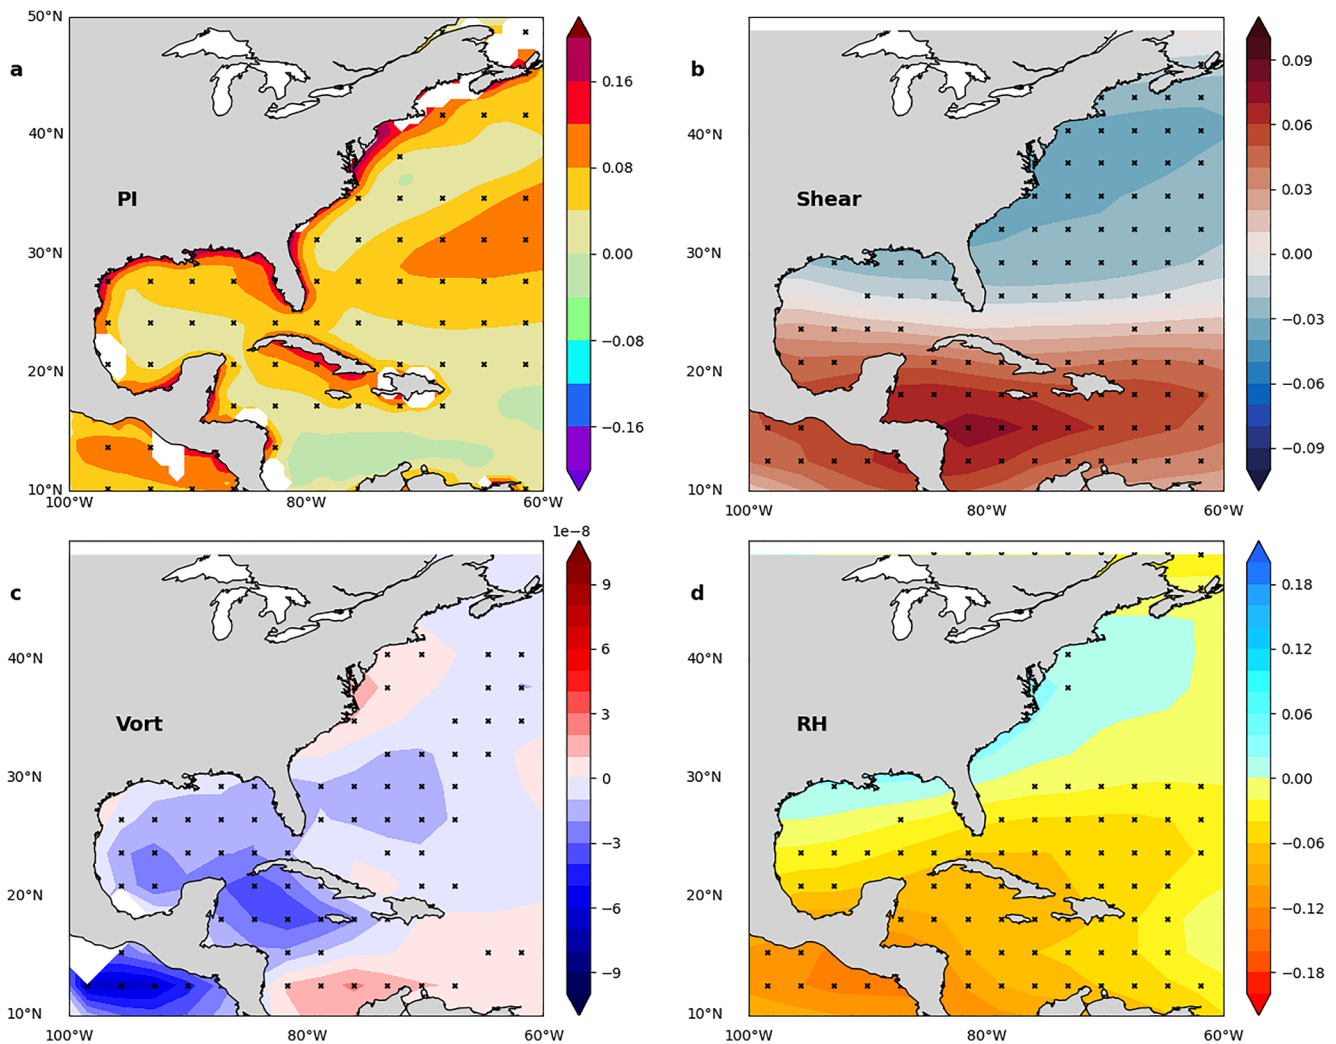 50°N
a
PI
40°N
30°N
20°N
10°N
100°W
80°W
60°W
0.16
0.08
0.00
−0.08
−0.16
b
Shear
40°N
30°N
20°N
10°N
100°W
80°W
60°W
0.09
0.06
0.03
0.00
−0.03
−0.06
−0.09
c
Vort
40°N
30°N
20°N
10°N
100°W
80°W
60°W
1e−8
9
6
3
0
−3
−6
−9
d
RH
40°N
30°N
20°N
10°N
100°W
80°W
60°W
0.18
0.12
0.06
0.00
−0.06
−0.12
−0.18